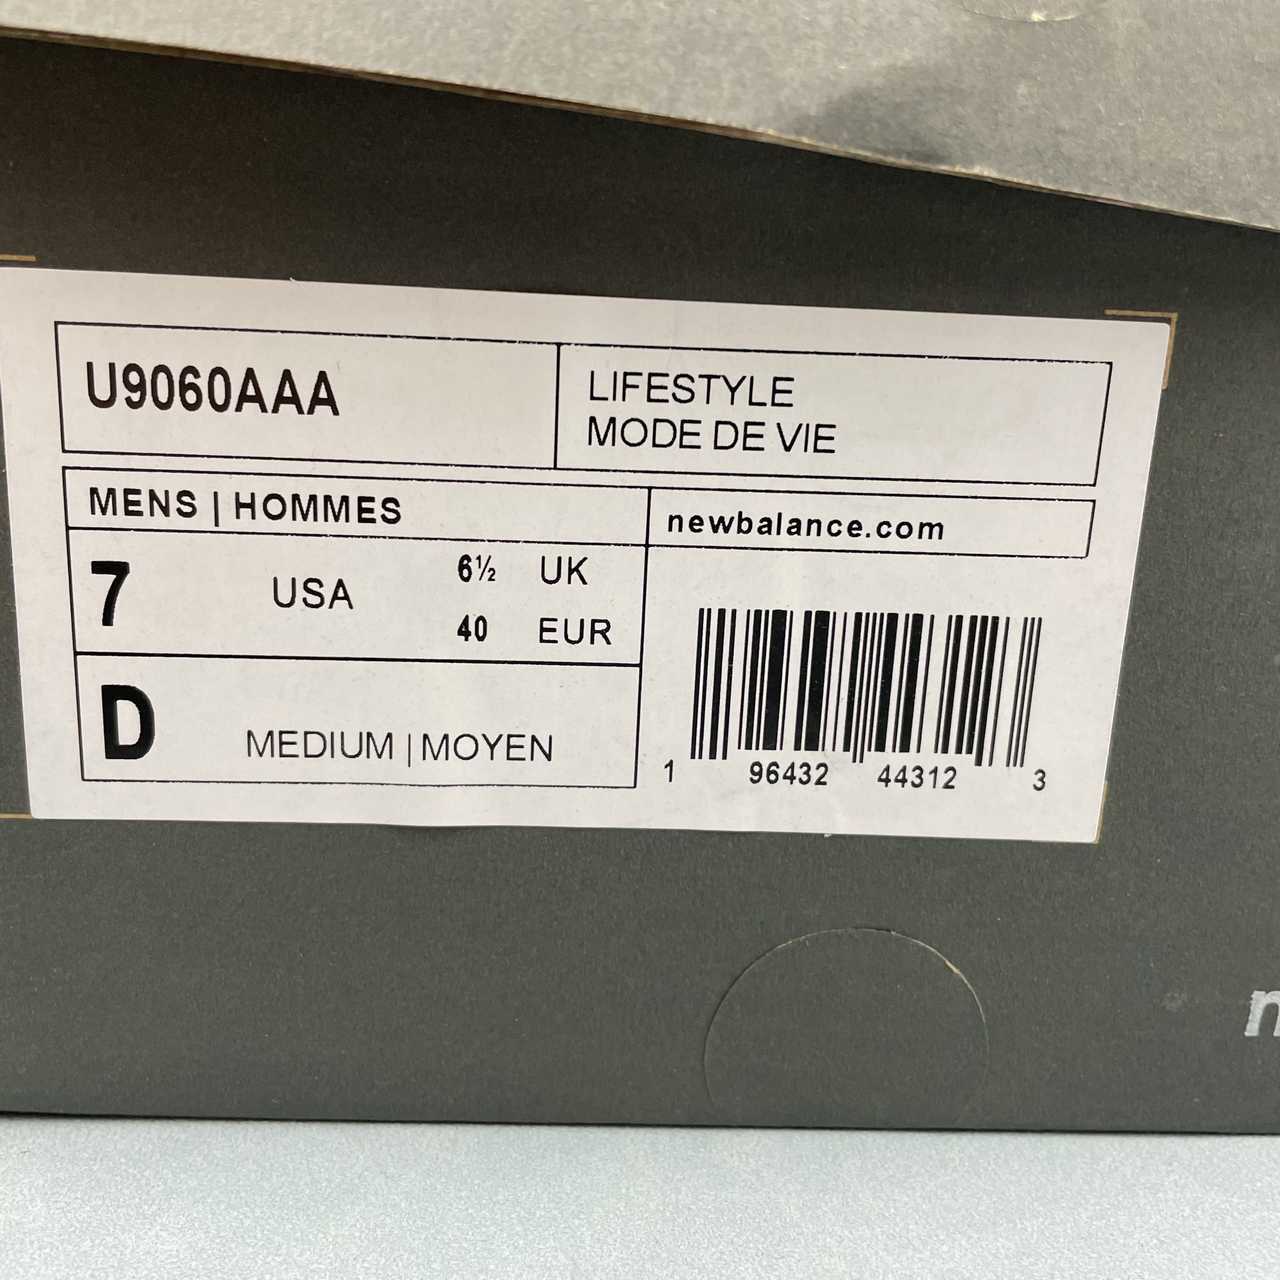 U9060AAA
LIFESTYLE
MODE DE VIE
MENS | HOMMES
newbalance.com
7 USA 6½ UK
40 EUR
D MEDIUM | MOYEN
1 96432 44312 3